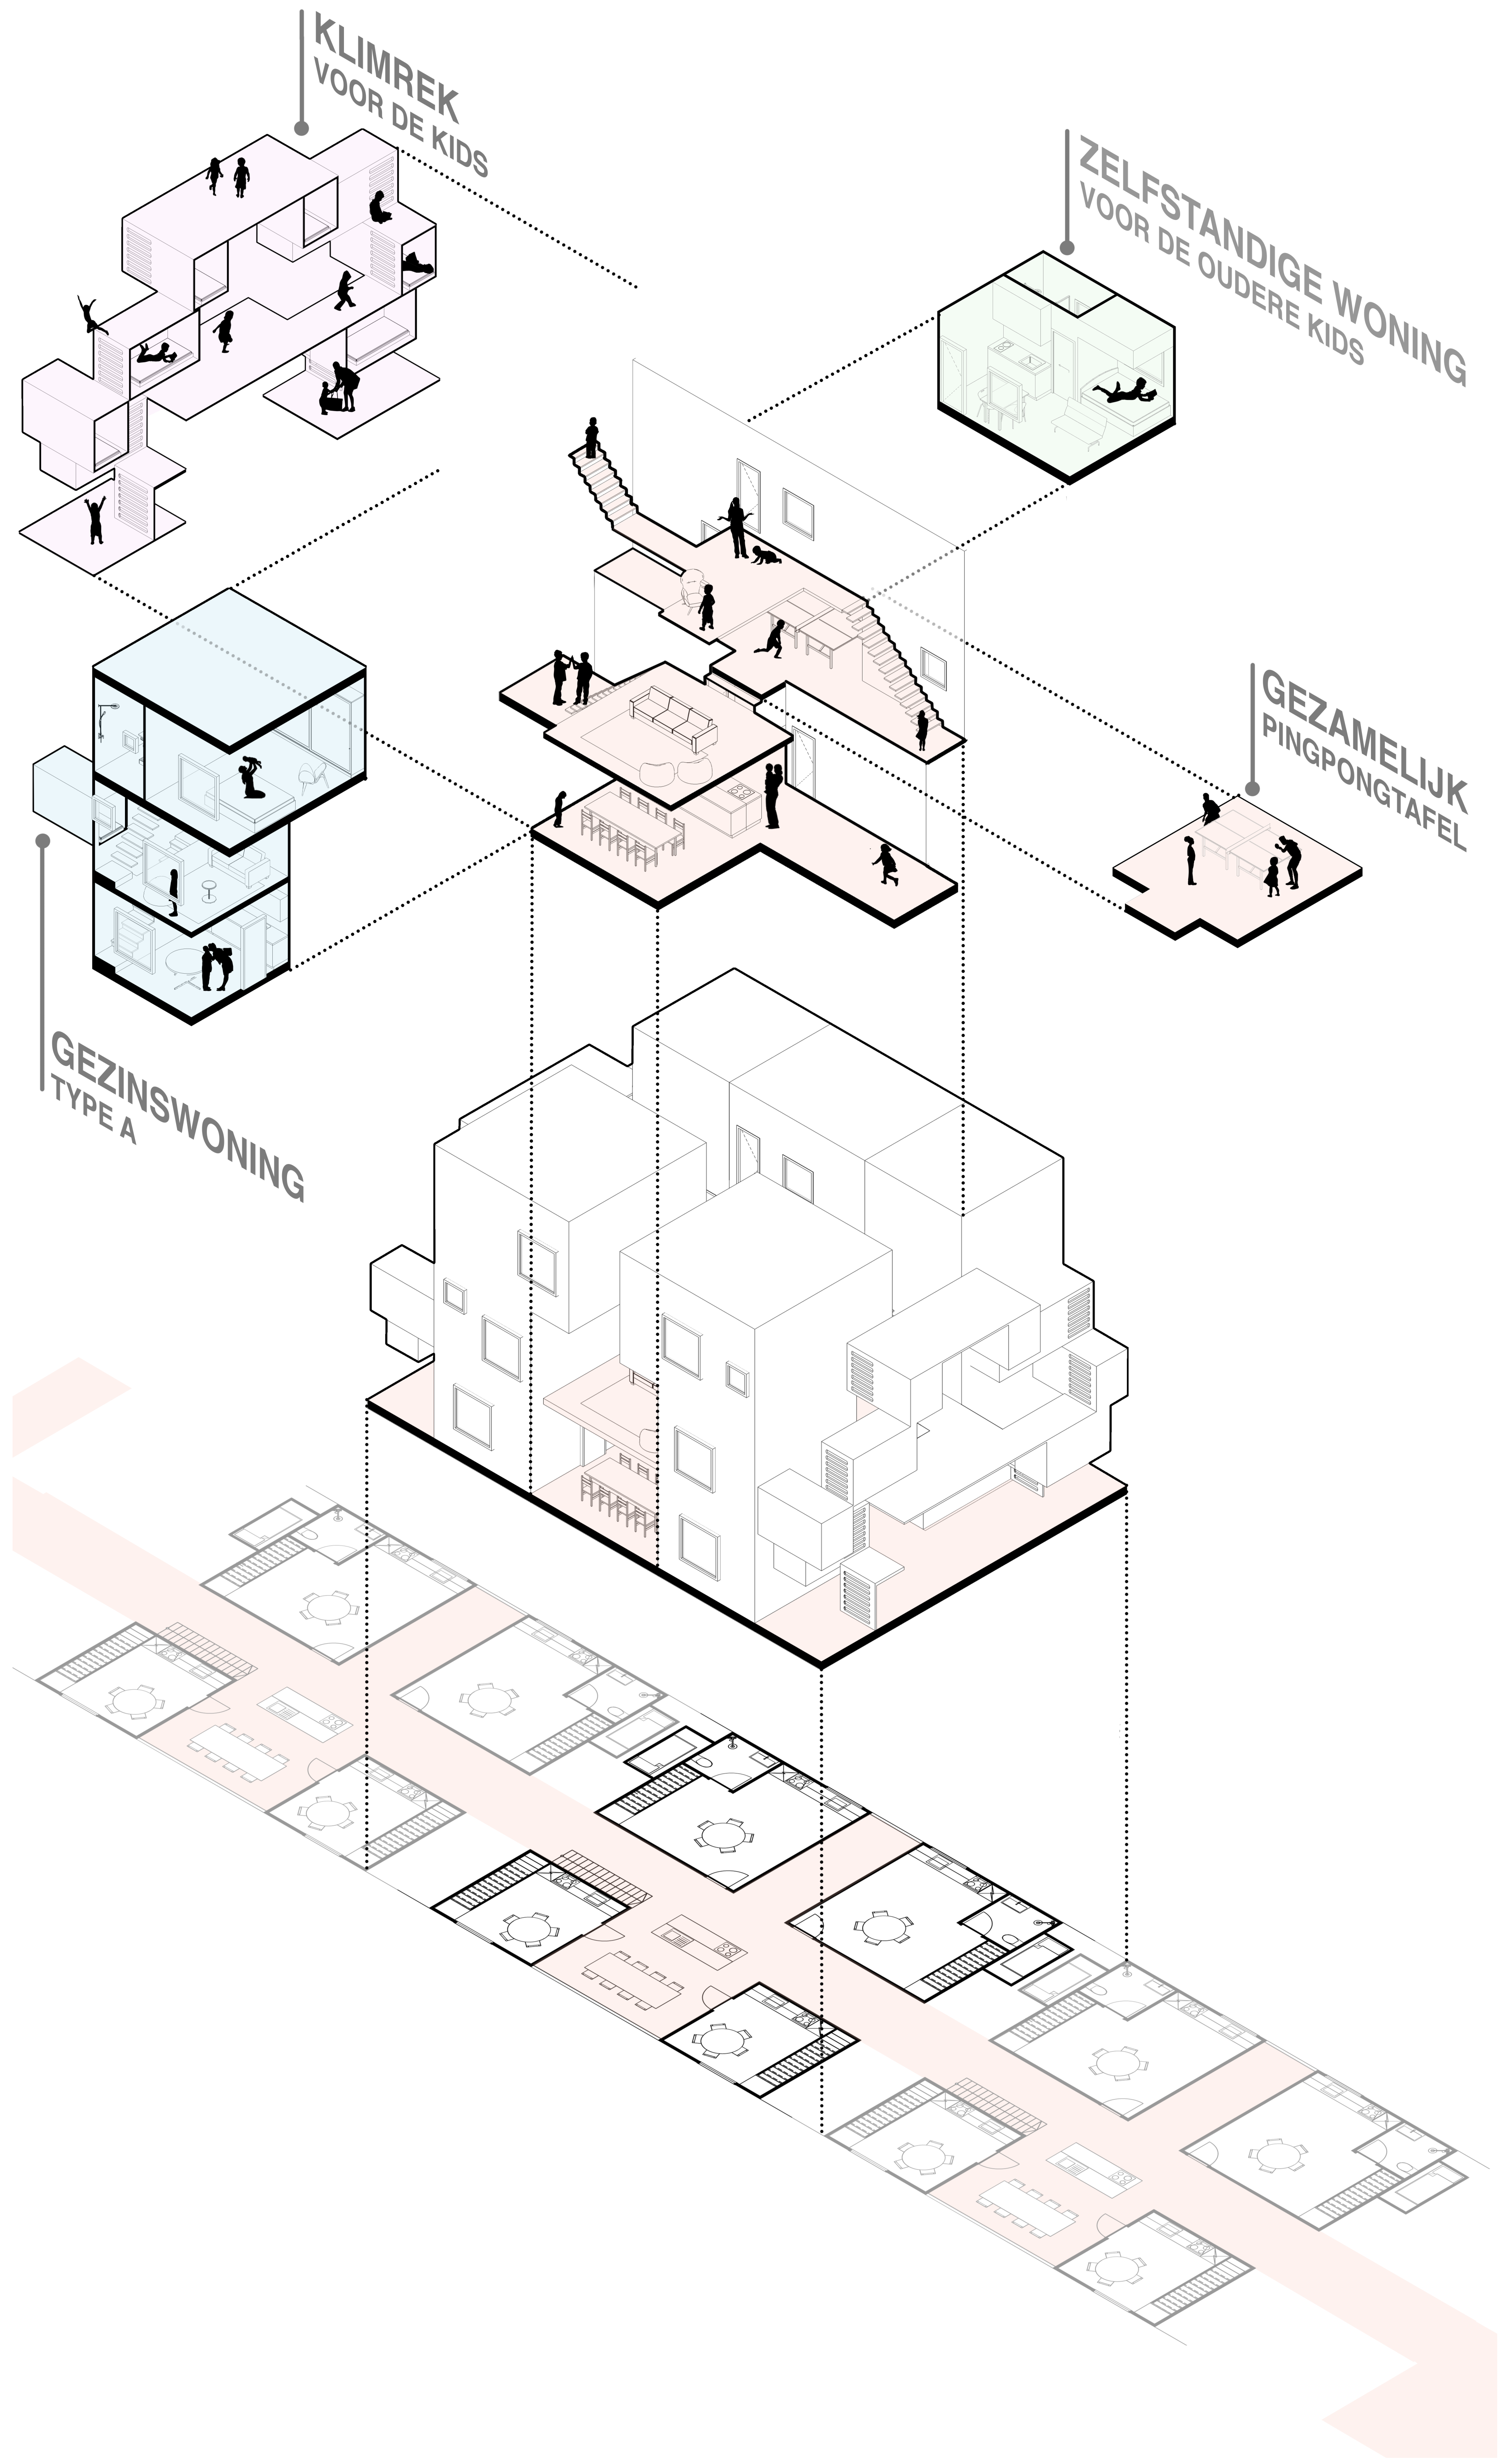 KLIMREK
VOOR DE KIDS
ZELFSTANDIGE WONING
VOOR DE OUDERE KIDS
GEZAMELIJK
PINGPONGTAFEL
GEZINSWONING
TYPE A